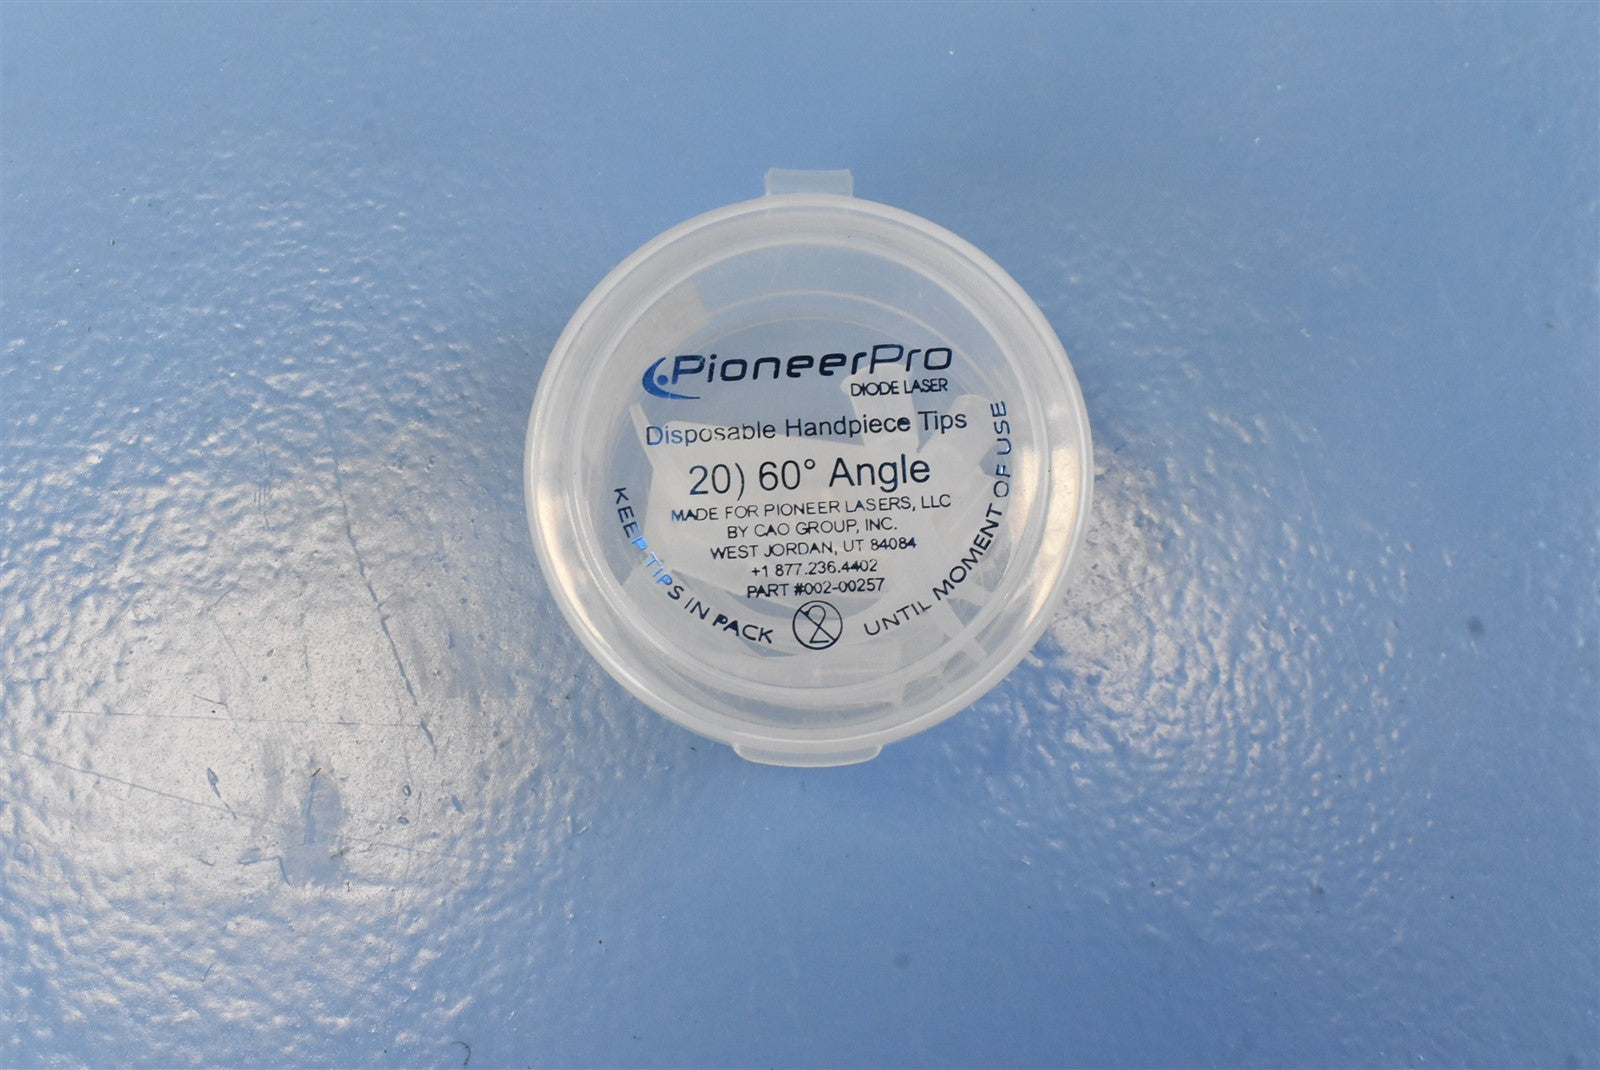 PioneerPro
DIODE LASER
Disposable Handpiece Tips
20) 60° Angle
MADE FOR PIONEER LASERS, LLC
BY CAO GROUP, INC.
WEST JORDAN, UT 84084
+1 877.236.4402
PART #002-00257
KEEP TIPS IN PACK
2
UNTIL MOMENT OF USE